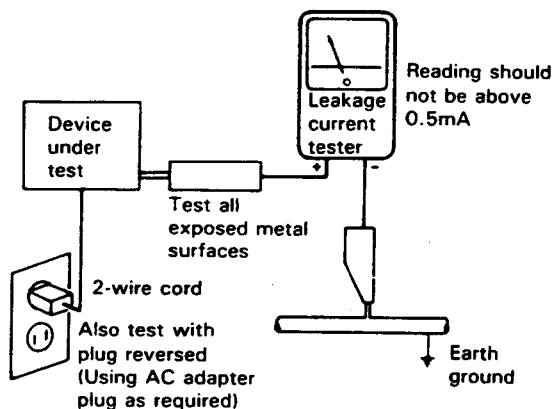 Device
under
test
Leakage
current
tester
+ -
Reading should
not be above
0.5mA
Test all
exposed metal
surfaces
2-wire cord
Also test with
plug reversed
(Using AC adapter
plug as required)
Earth
ground